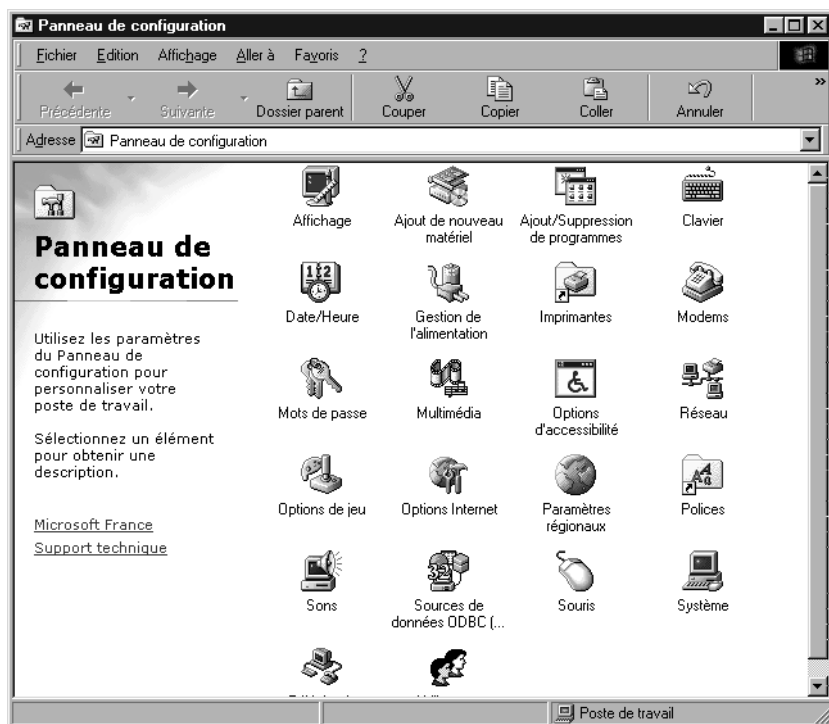 Panneau de configuration
Fichier Edition Affichage Aller à Favoris ?
Précédente Suivante Dossier parent Couper Copier Coller Annuler »
Adresse Panneau de configuration
Panneau de
configuration
Utilisez les paramètres
du Panneau de
configuration pour
personnaliser votre
poste de travail.
Sélectionnez un élément
pour obtenir une
description.
Microsoft France
Support technique
Affichage
Ajout de nouveau
matériel
Ajout/Suppression
de programmes
Clavier
Date/Heure
Gestion de
l'alimentation
Imprimantes
Modems
Mots de passe
Multimédia
Options
d'accessibilité
Réseau
Options de jeu
Options Internet
Paramètres
régionaux
Polices
Sons
Sources de
données ODBC (...
Souris
Système
Poste de travail